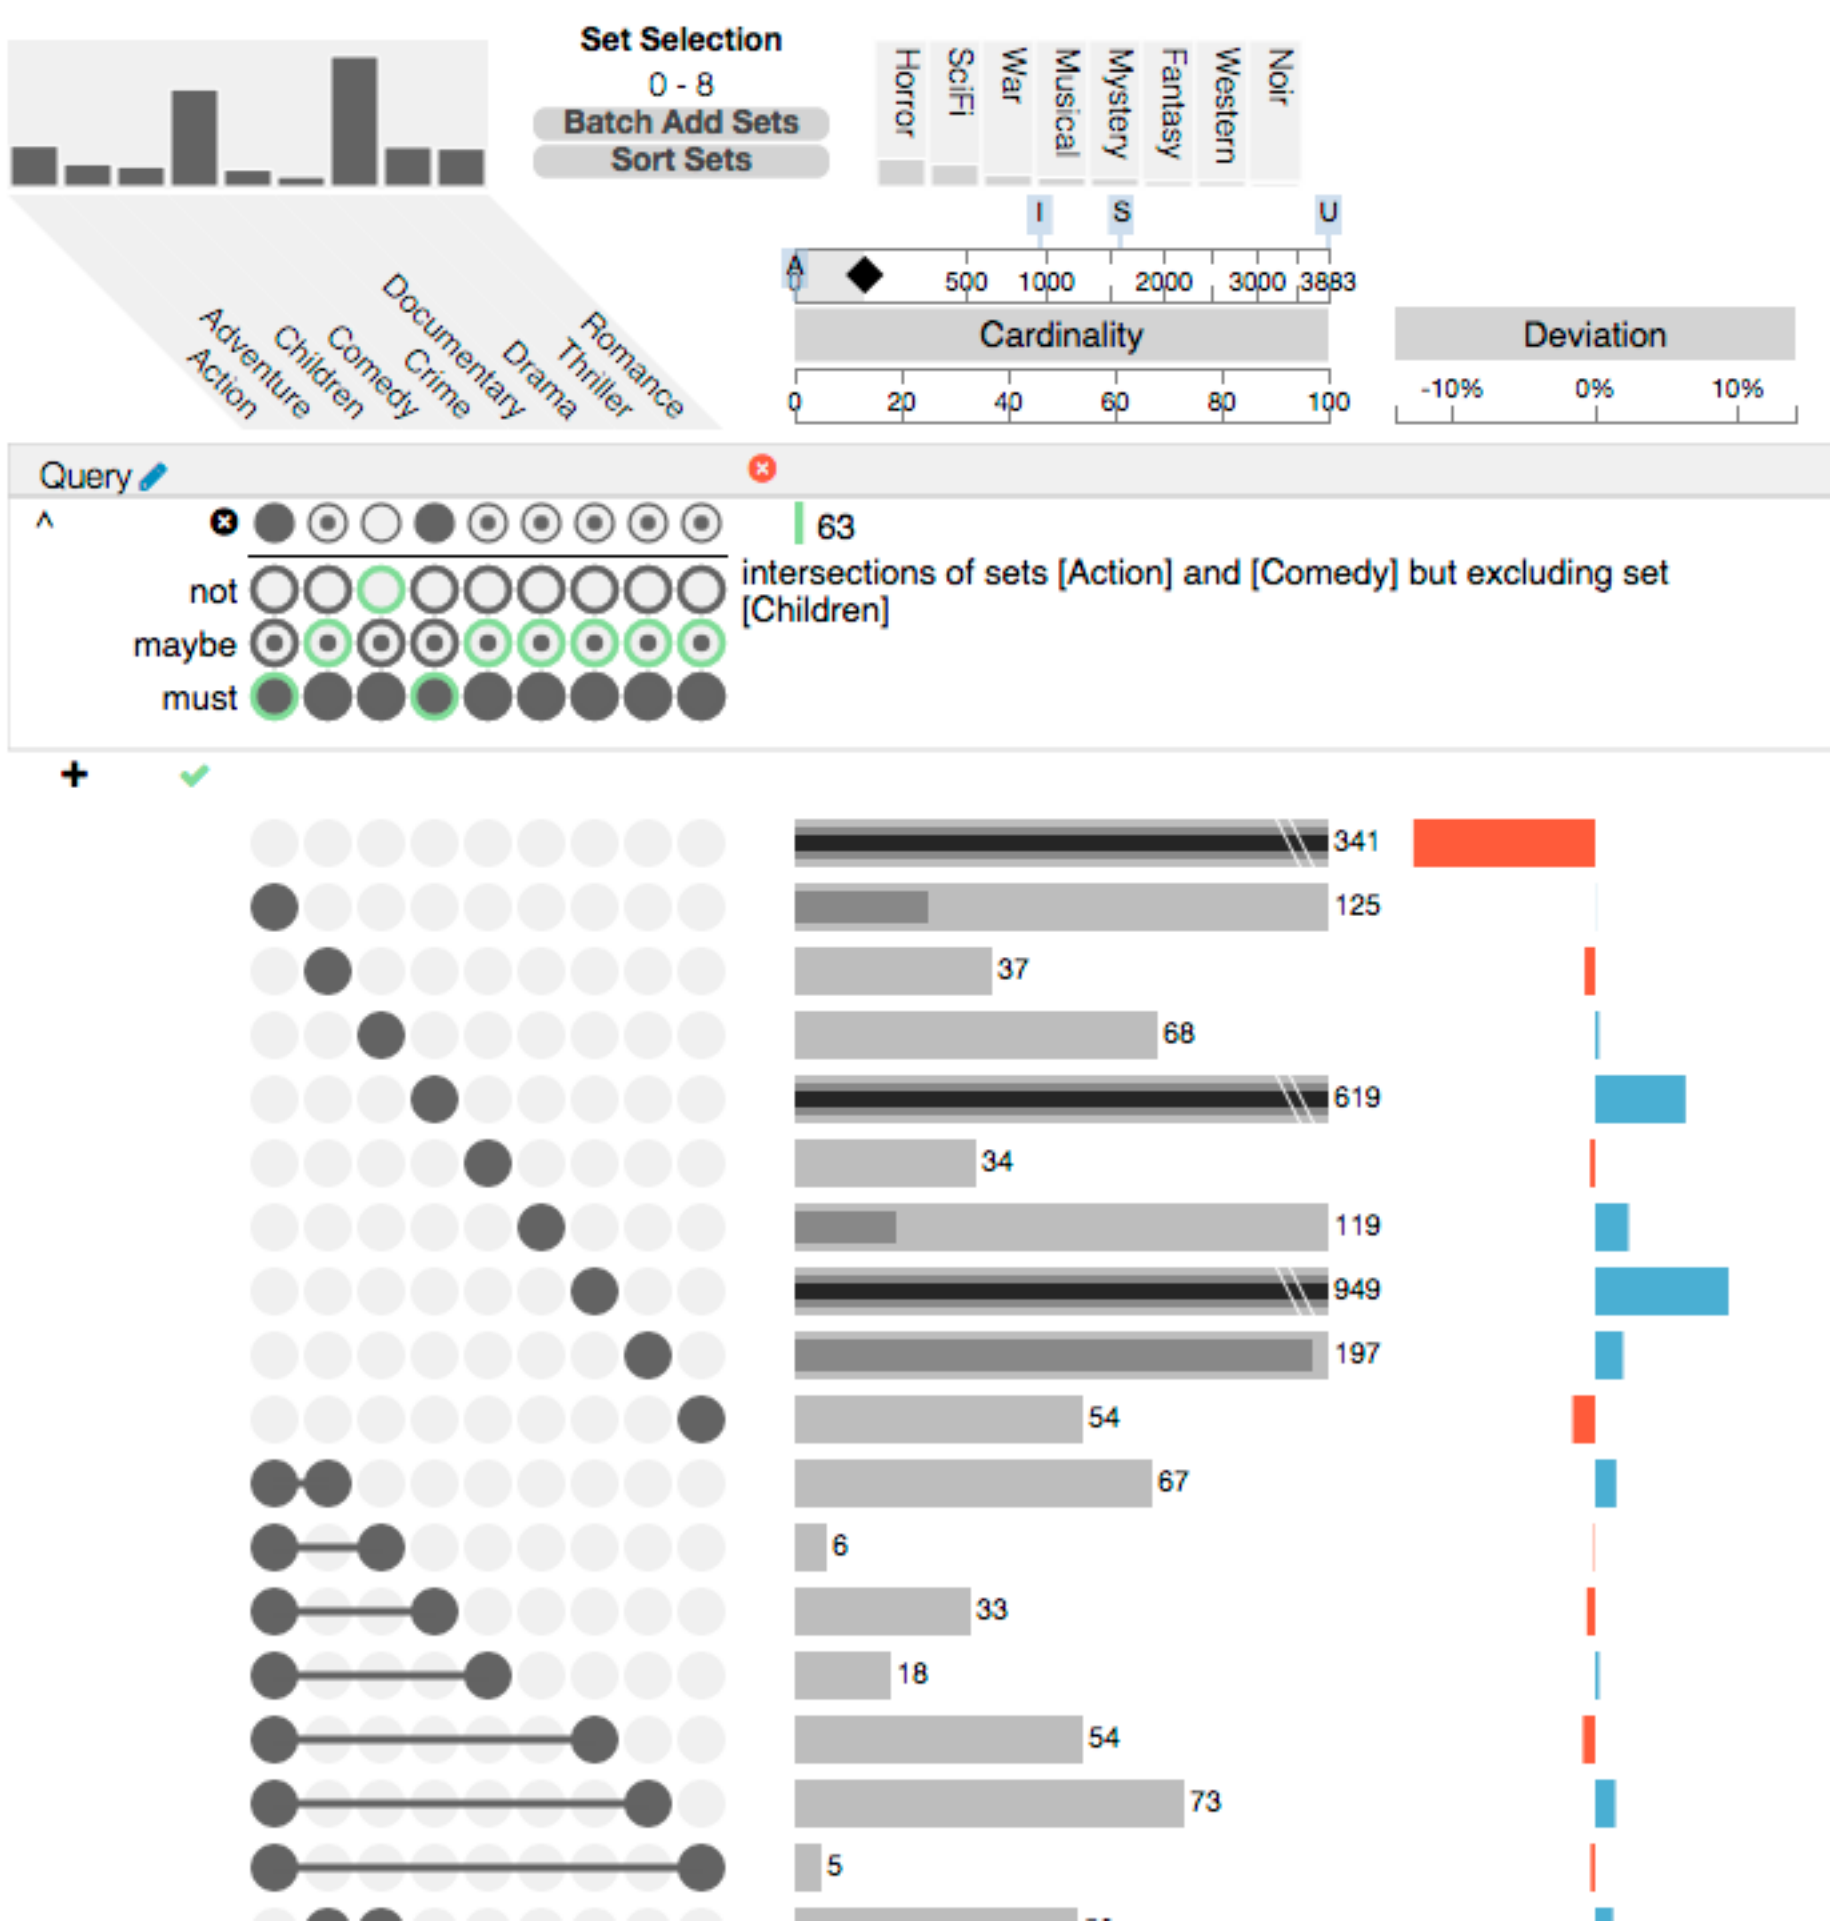 Set Selection
0 - 8
Batch Add Sets
Sort Sets
Horror
SciFi
War
Musical
Mystery
Fantasy
Western
Noir
I S U
A
0 500 1000 2000 3000 3883
Cardinality
0 20 40 60 80 100
Deviation
-10% 0% 10%
Action
Adventure
Children
Comedy
Crime
Documentary
Drama
Thriller
Romance
Query
^
63
intersections of sets [Action] and [Comedy] but excluding set
[Children]
not
maybe
must
341
125
37
68
619
34
119
949
197
54
67
6
33
18
54
73
5